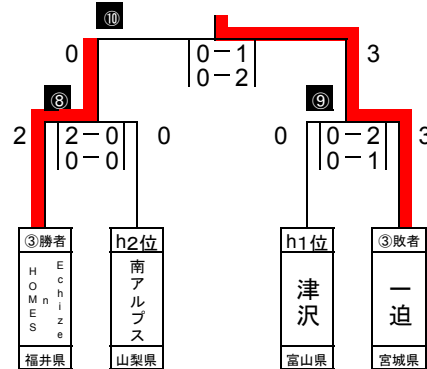 ⑩
0
0-1
0-2
3
⑧
⑨
2
2-0
0-0
0
0
0-2
0-1
3
③勝者
h2位
h1位
③敗者
HOMES Echizen
南アルプス
津沢
一迫
福井県
山梨県
富山県
宮城県